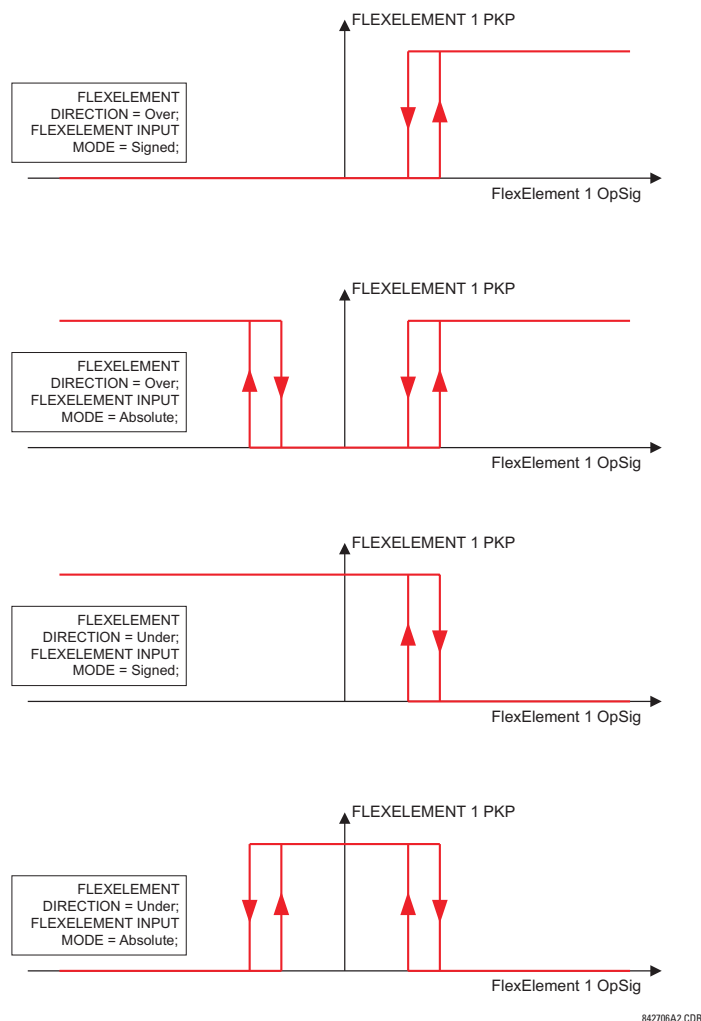 FLEXELEMENT 1 PKP
FLEXELEMENT
DIRECTION = Over;
FLEXELEMENT INPUT
MODE = Signed;
FlexElement 1 OpSig
FLEXELEMENT 1 PKP
FLEXELEMENT
DIRECTION = Over;
FLEXELEMENT INPUT
MODE = Absolute;
FlexElement 1 OpSig
FLEXELEMENT 1 PKP
FLEXELEMENT
DIRECTION = Under;
FLEXELEMENT INPUT
MODE = Signed;
FlexElement 1 OpSig
FLEXELEMENT 1 PKP
FLEXELEMENT
DIRECTION = Under;
FLEXELEMENT INPUT
MODE = Absolute;
FlexElement 1 OpSig
842706A2.CDR